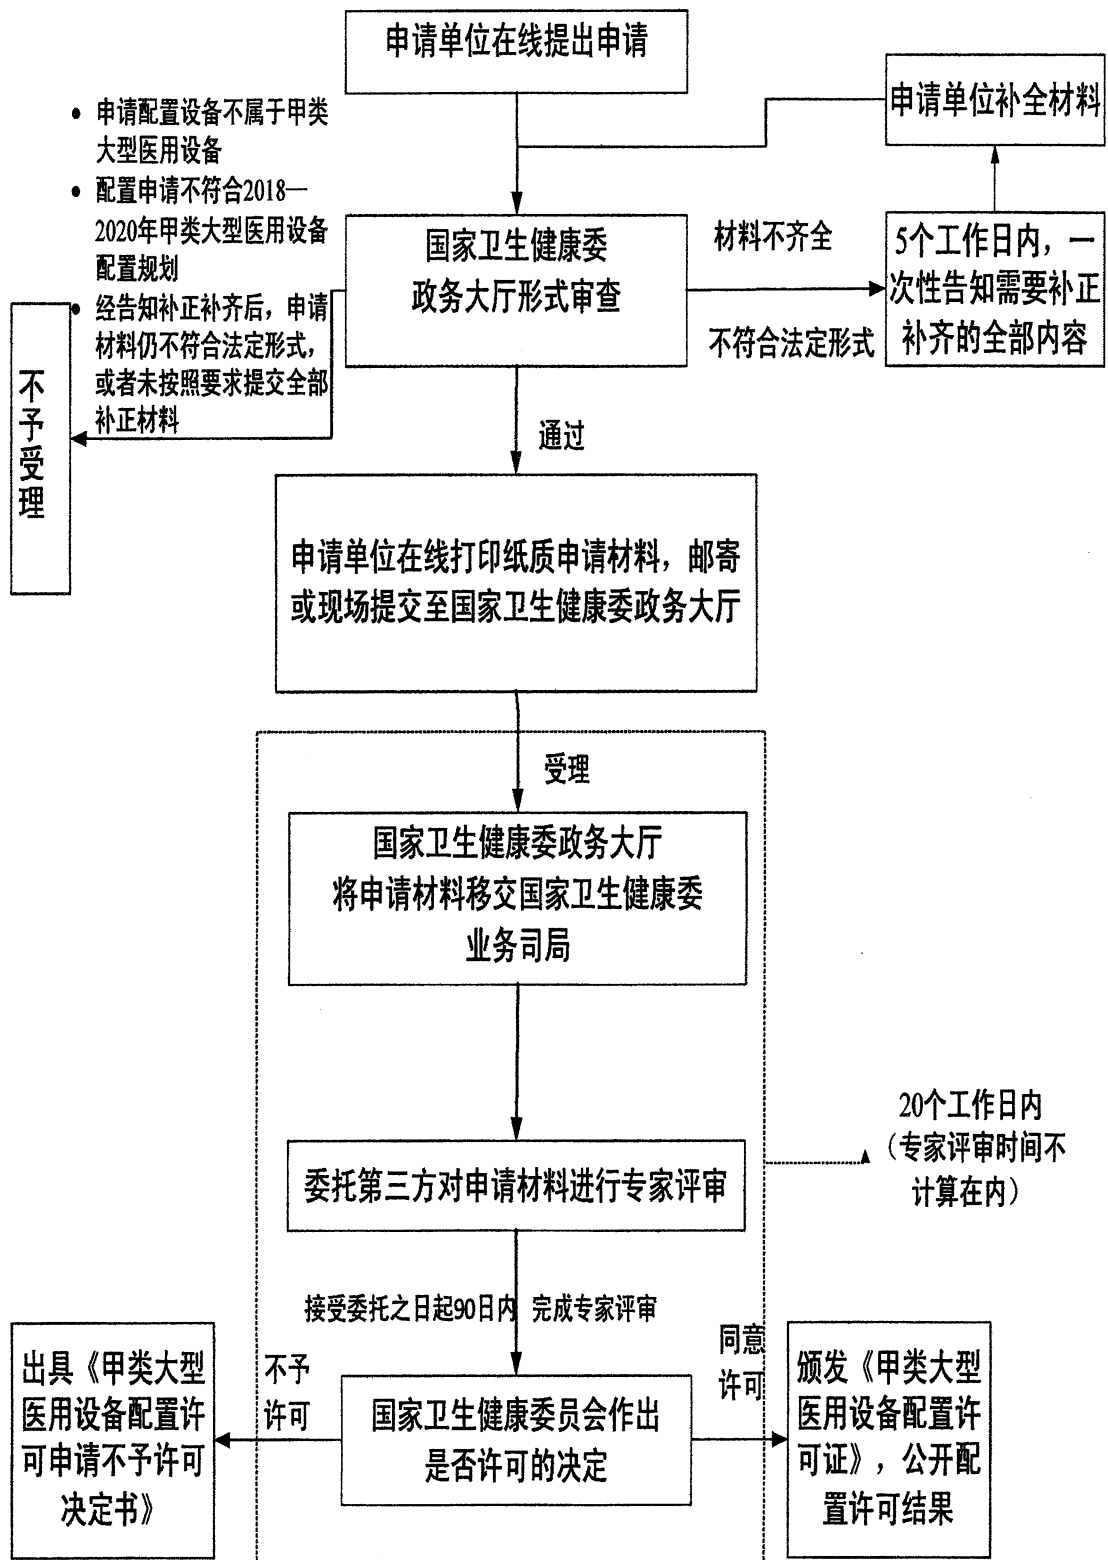 申请单位在线提出申请
申请单位补全材料
• 申请配置设备不属于甲类
大型医用设备
• 配置申请不符合2018—
2020年甲类大型医用设备
配置规划
• 经告知补正补齐后，申请
材料仍不符合法定形式，
或者未按照要求提交全部
补正材料
不予受理
国家卫生健康委
政务大厅形式审查
材料不齐全
不符合法定形式
5个工作日内，一
次性告知需要补正
补齐的全部内容
通过
申请单位在线打印纸质申请材料，邮寄
或现场提交至国家卫生健康委政务大厅
受理
国家卫生健康委政务大厅
将申请材料移交国家卫生健康委
业务司局
20个工作日内
（专家评审时间不
计算在内）
委托第三方对申请材料进行专家评审
接受委托之日起90日内 完成专家评审
出具《甲类大型
医用设备配置许
可申请不予许可
决定书》
不予
许可
国家卫生健康委员会作出
是否许可的决定
同意
许可
颁发《甲类大型
医用设备配置许
可证》，公开配
置许可结果